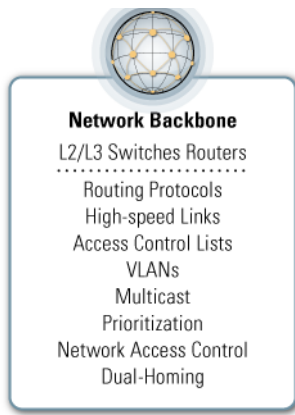 Network Backbone
L2/L3 Switches Routers
Routing Protocols
High-speed Links
Access Control Lists
VLANs
Multicast
Prioritization
Network Access Control
Dual-Homing